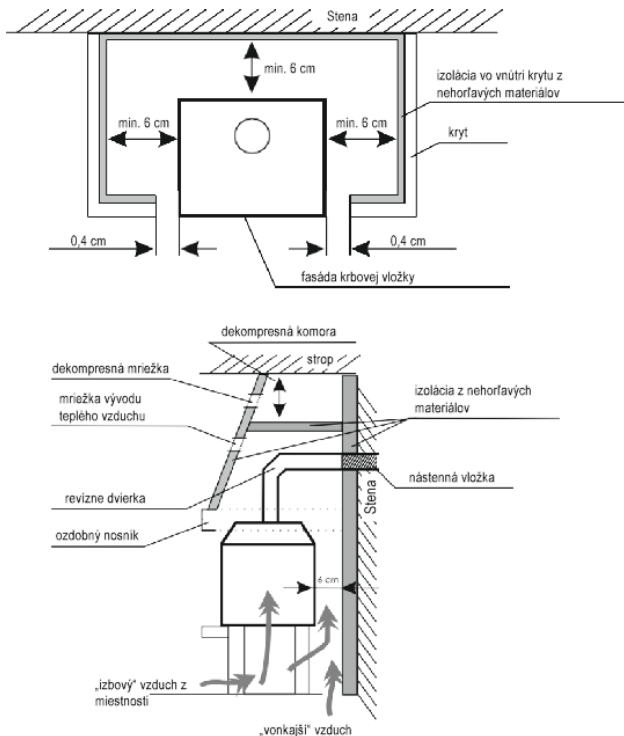 Stena
min. 6 cm
izolácia vo vnútri krytu z
nehorľavých materiálov
min. 6 cm
min. 6 cm
kryt
0,4 cm
0,4 cm
fasáda krbovej vložky
dekompresná komora
strop
dekompresná mriežka
mriežka vývodu
teplého vzduchu
izolácia z nehorľavých
materiálov
revízne dvierka
nástenná vložka
Stena
ozdobný nosník
6 cm
„izbový“ vzduch z
miestnosti
„vonkajší“ vzduch